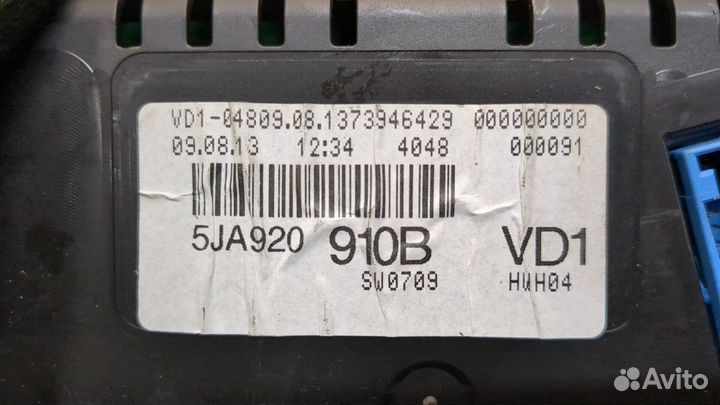 VD1-04809.08.1373946429 000000000
09.08.13 12:34 4048 000091
5JA920 910B VD1
SW0709 HWH04
Avito